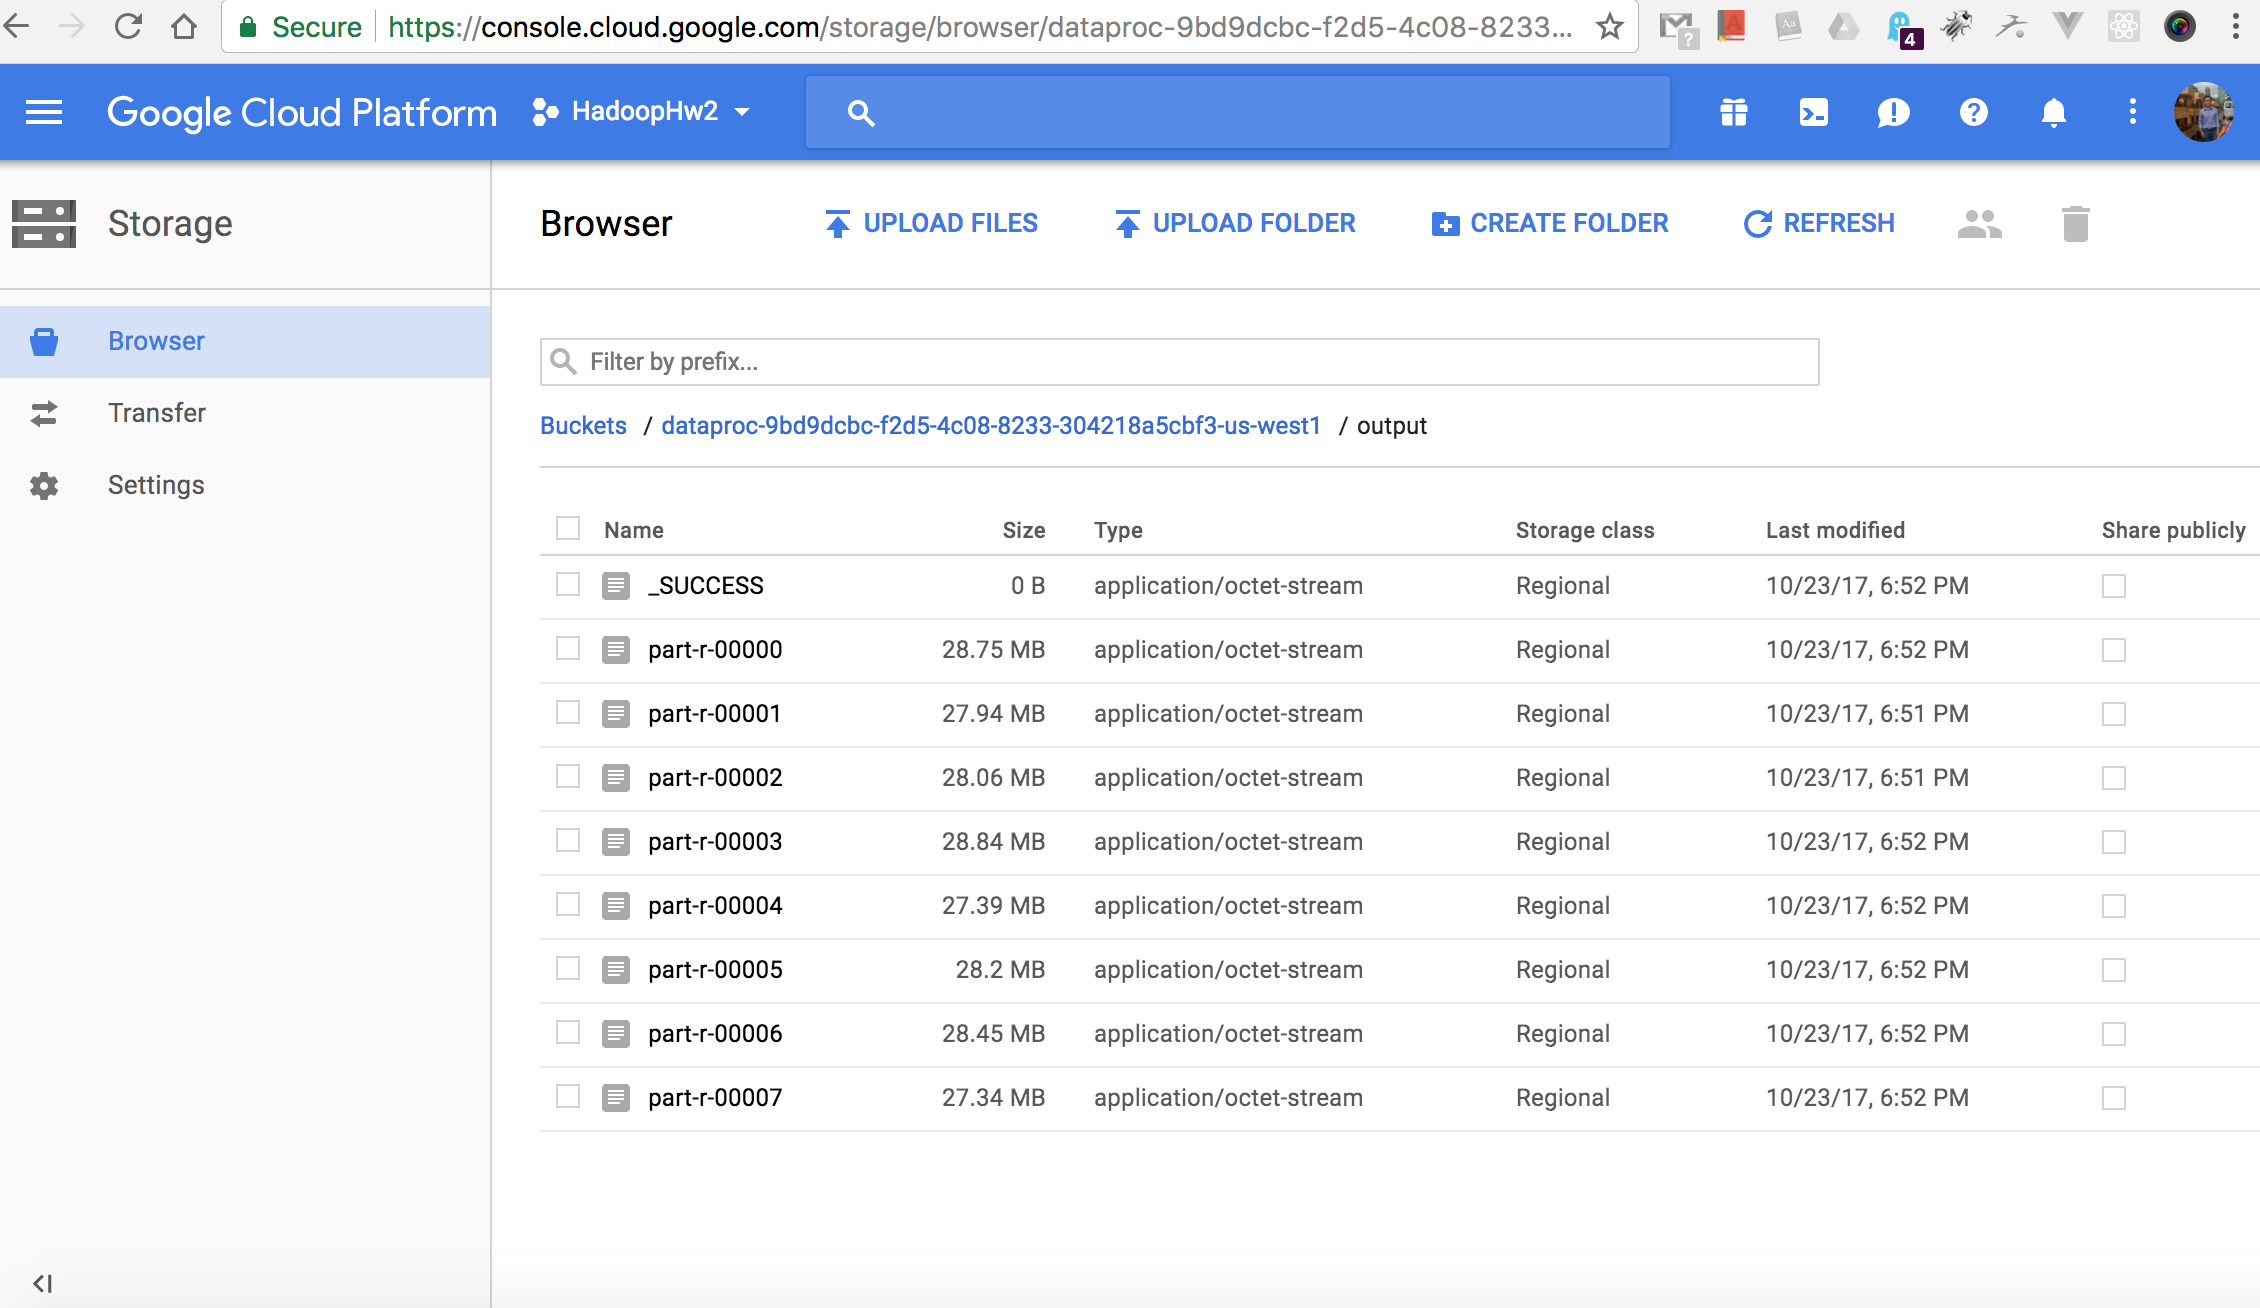 Secure https://console.cloud.google.com/storage/browser/dataproc-9bd9dcbc-f2d5-4c08-8233... ? A Aa 4
Google Cloud Platform HadoopHw2
Storage
Browser UPLOAD FILES UPLOAD FOLDER CREATE FOLDER REFRESH
Browser
Transfer
Settings
Filter by prefix...
Buckets / dataproc-9bd9dcbc-f2d5-4c08-8233-304218a5cbf3-us-west1 / output
Name Size Type Storage class Last modified Share publicly
_SUCCESS 0 B application/octet-stream Regional 10/23/17, 6:52 PM
part-r-00000 28.75 MB application/octet-stream Regional 10/23/17, 6:52 PM
part-r-00001 27.94 MB application/octet-stream Regional 10/23/17, 6:51 PM
part-r-00002 28.06 MB application/octet-stream Regional 10/23/17, 6:51 PM
part-r-00003 28.84 MB application/octet-stream Regional 10/23/17, 6:52 PM
part-r-00004 27.39 MB application/octet-stream Regional 10/23/17, 6:52 PM
part-r-00005 28.2 MB application/octet-stream Regional 10/23/17, 6:52 PM
part-r-00006 28.45 MB application/octet-stream Regional 10/23/17, 6:52 PM
part-r-00007 27.34 MB application/octet-stream Regional 10/23/17, 6:52 PM